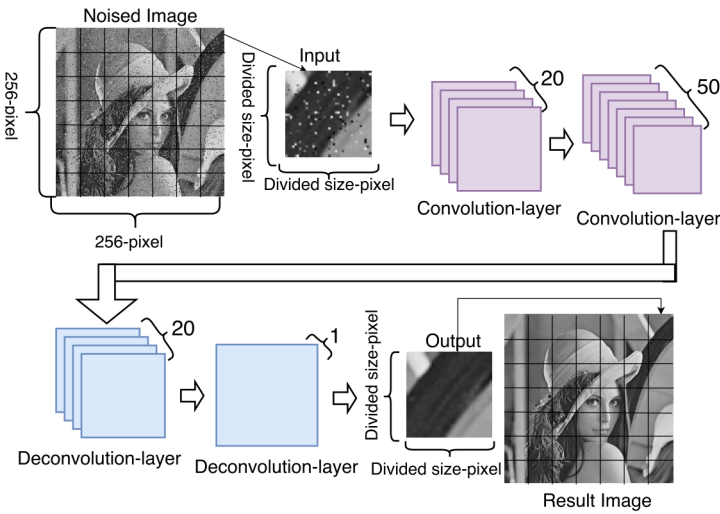 Noised Image
256-pixel
256-pixel
Input
Divided size-pixel
Divided size-pixel
20
Convolution-layer
50
Convolution-layer
20
Deconvolution-layer
1
Deconvolution-layer
Output
Divided size-pixel
Divided size-pixel
Result Image